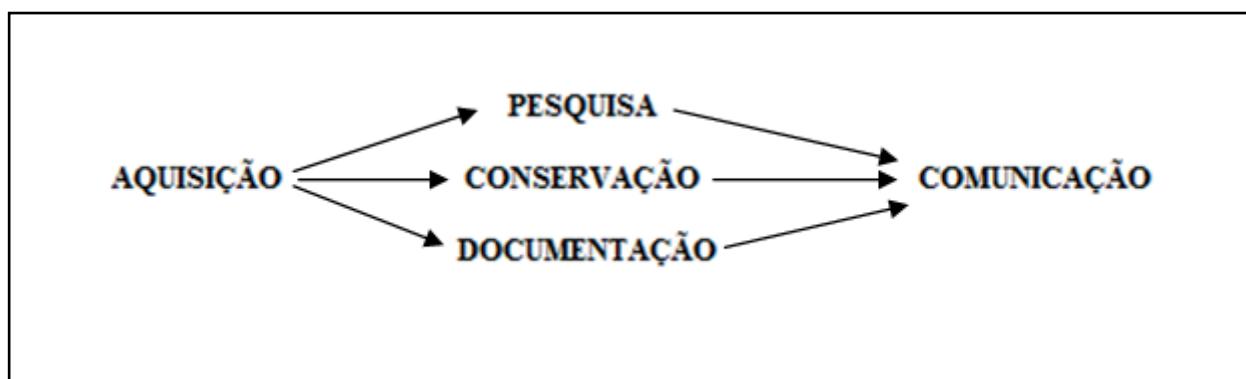 PESQUISA
AQUISIÇÃO CONSERVAÇÃO COMUNICAÇÃO
DOCUMENTAÇÃO